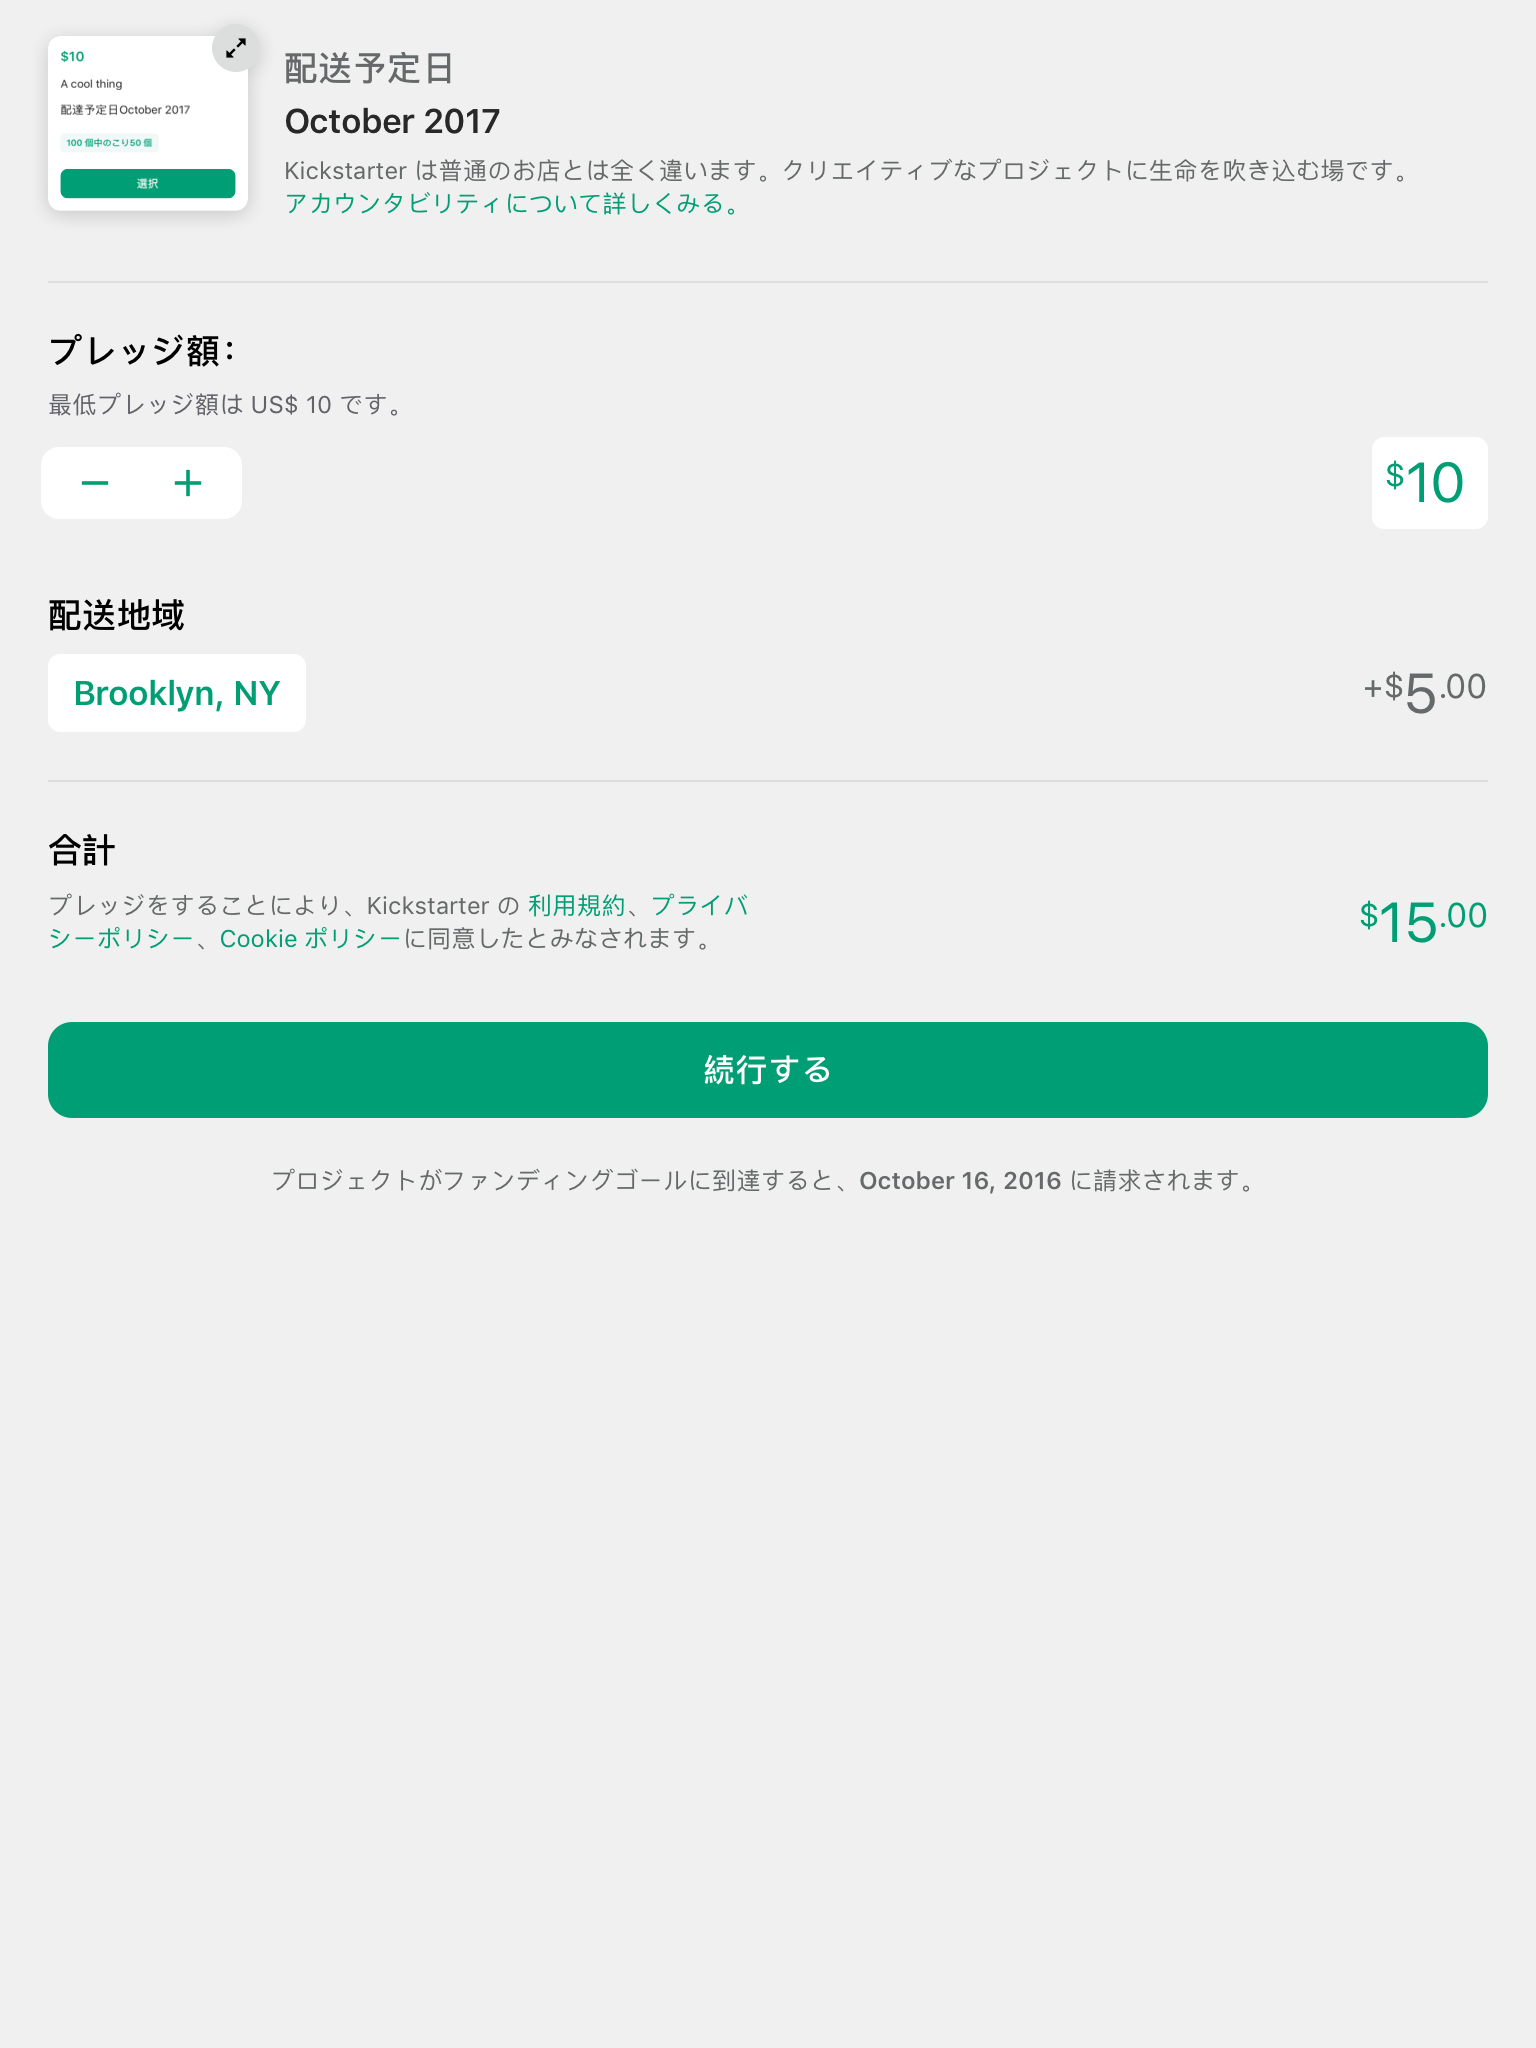 $10
A cool thing
配達予定日October 2017
100 個中のこり50 個
選択
配送予定日
October 2017
Kickstarter は普通のお店とは全く違います。クリエイティブなプロジェクトに生命を吹き込む場です。
アカウンタビリティについて詳しくみる。
プレッジ額：
最低プレッジ額は US$ 10 です。
− +
$10
配送地域
Brooklyn, NY
+$5.00
合計
プレッジをすることにより、Kickstarter の 利用規約、プライバ
シーポリシー、Cookie ポリシーに同意したとみなされます。
$15.00
続行する
プロジェクトがファンディングゴールに到達すると、October 16, 2016 に請求されます。